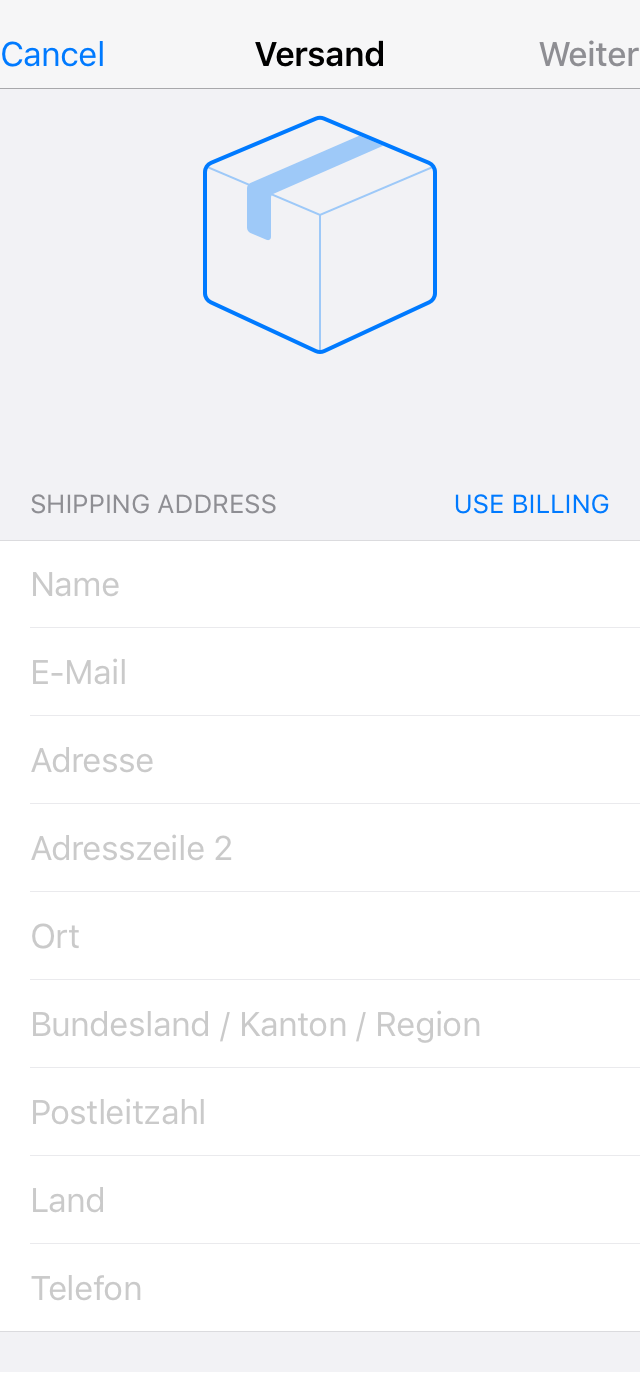 Cancel Versand Weiter
SHIPPING ADDRESS USE BILLING
Name
E-Mail
Adresse
Adresszeile 2
Ort
Bundesland / Kanton / Region
Postleitzahl
Land
Telefon